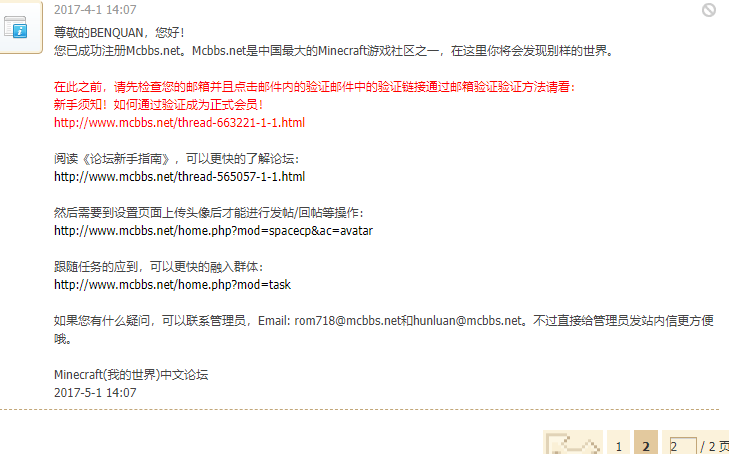 2017-4-1 14:07
尊敬的BENQUAN，您好！
您已成功注册Mcbbs.net。Mcbbs.net是中国最大的Minecraft游戏社区之一，在这里你将会发现别样的世界。
在此之前，请先检查您的邮箱并且点击邮件内的验证邮件中的验证链接通过邮箱验证验证方法请看：
新手须知！如何通过验证成为正式会员！
http://www.mcbbs.net/thread-663221-1-1.html
阅读《论坛新手指南》，可以更快的了解论坛：
http://www.mcbbs.net/thread-565057-1-1.html
然后需要到设置页面上传头像后才能进行发帖/回帖等操作：
http://www.mcbbs.net/home.php?mod=spacecp&ac=avatar
跟随任务的应到，可以更快的融入群体：
http://www.mcbbs.net/home.php?mod=task
如果您有什么疑问，可以联系管理员，Email: rom718@mcbbs.net和hunluan@mcbbs.net。不过直接给管理员发站内信更方便
哦。
Minecraft(我的世界)中文论坛
2017-5-1 14:07
1 2 2 / 2 页